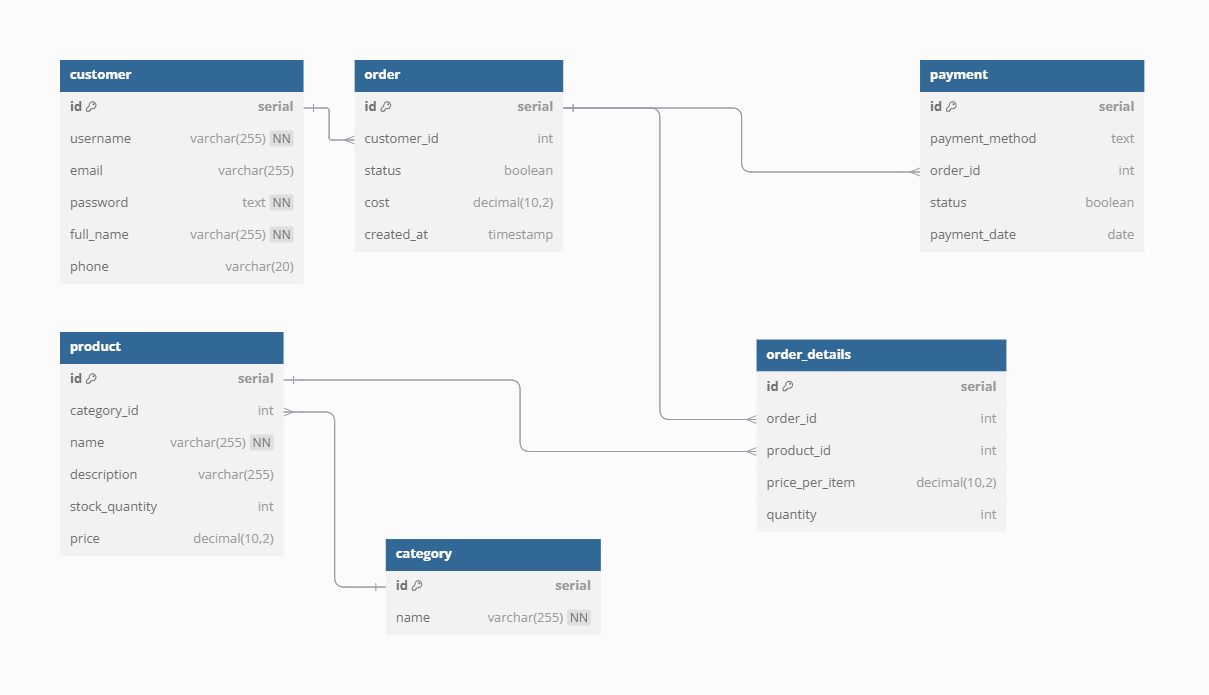 customer
id serial
username varchar(255) NN
email varchar(255)
password text NN
full_name varchar(255) NN
phone varchar(20)
order
id serial
customer_id int
status boolean
cost decimal(10,2)
created_at timestamp
payment
id serial
payment_method text
order_id int
status boolean
payment_date date
product
id serial
category_id int
name varchar(255) NN
description varchar(255)
stock_quantity int
price decimal(10,2)
order_details
id serial
order_id int
product_id int
price_per_item decimal(10,2)
quantity int
category
id serial
name varchar(255) NN